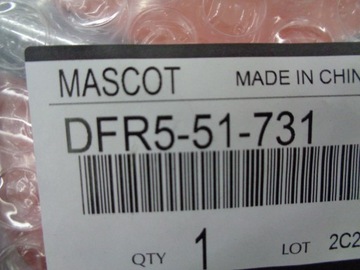 MASCOT MADE IN CHIN
DFR5-51-731
QTY 1 LOT 2C2